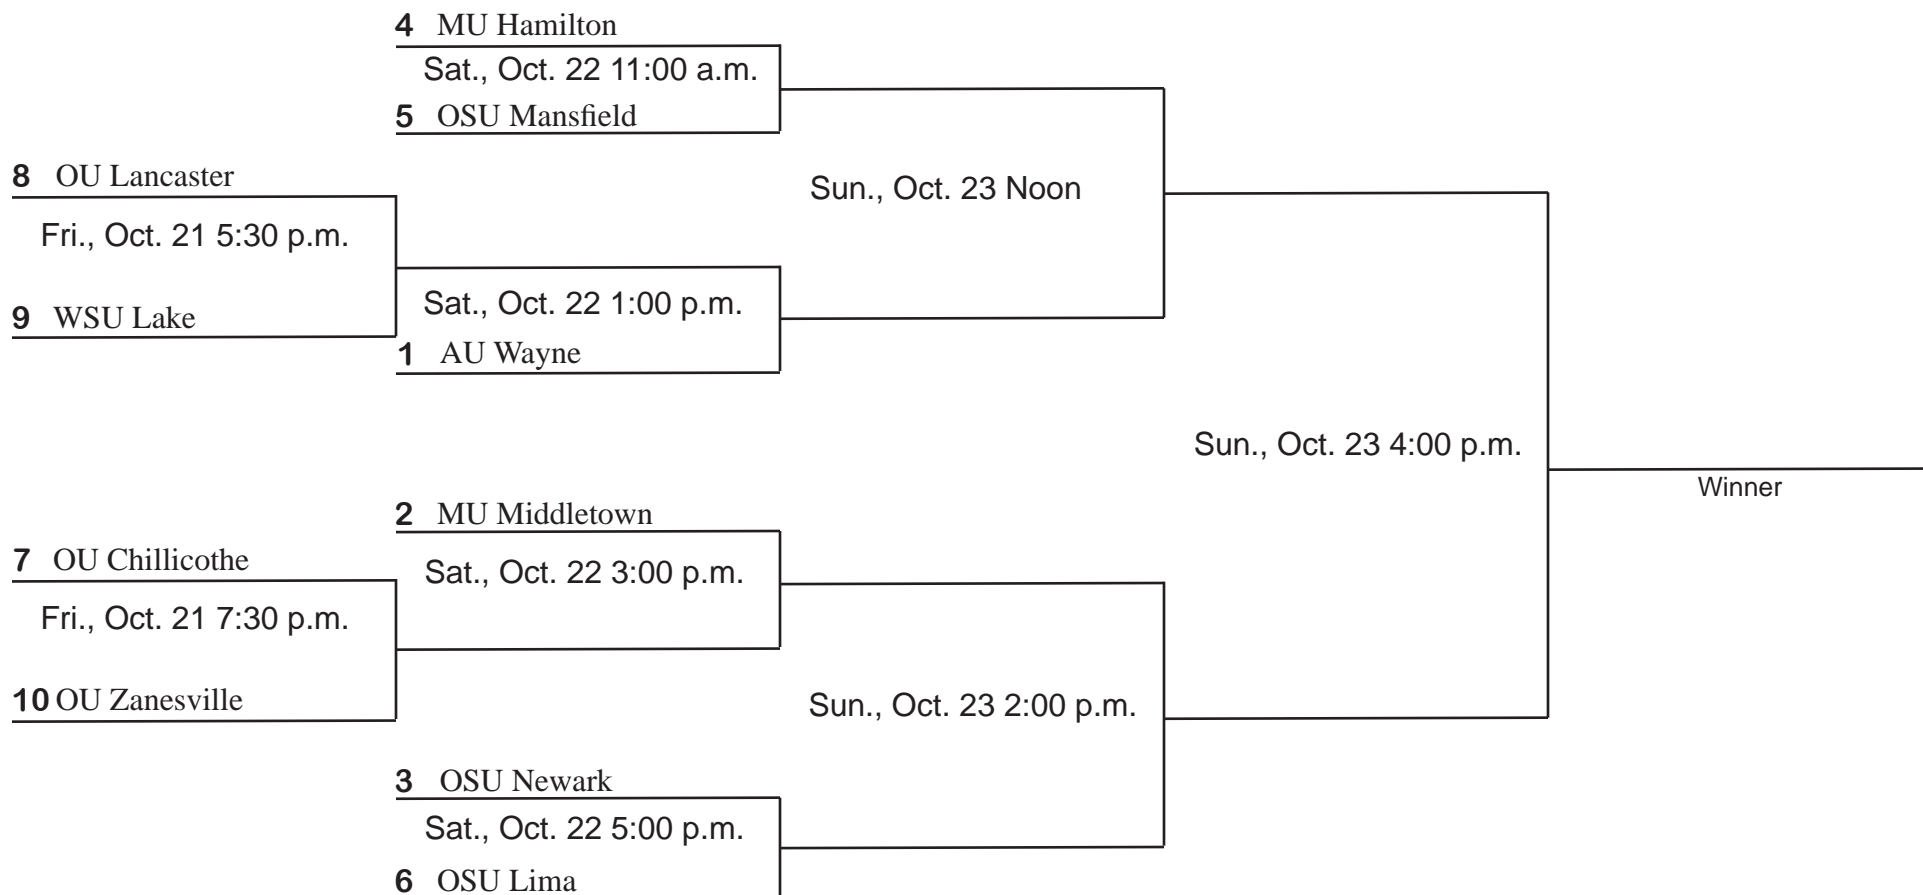 4 MU Hamilton
Sat., Oct. 22 11:00 a.m.
5 OSU Mansfield
8 OU Lancaster
Fri., Oct. 21 5:30 p.m.
9 WSU Lake
Sat., Oct. 22 1:00 p.m.
1 AU Wayne
Sun., Oct. 23 Noon
2 MU Middletown
Sat., Oct. 22 3:00 p.m.
7 OU Chillicothe
Fri., Oct. 21 7:30 p.m.
10 OU Zanesville
3 OSU Newark
Sat., Oct. 22 5:00 p.m.
6 OSU Lima
Sun., Oct. 23 2:00 p.m.
Sun., Oct. 23 4:00 p.m.
Winner